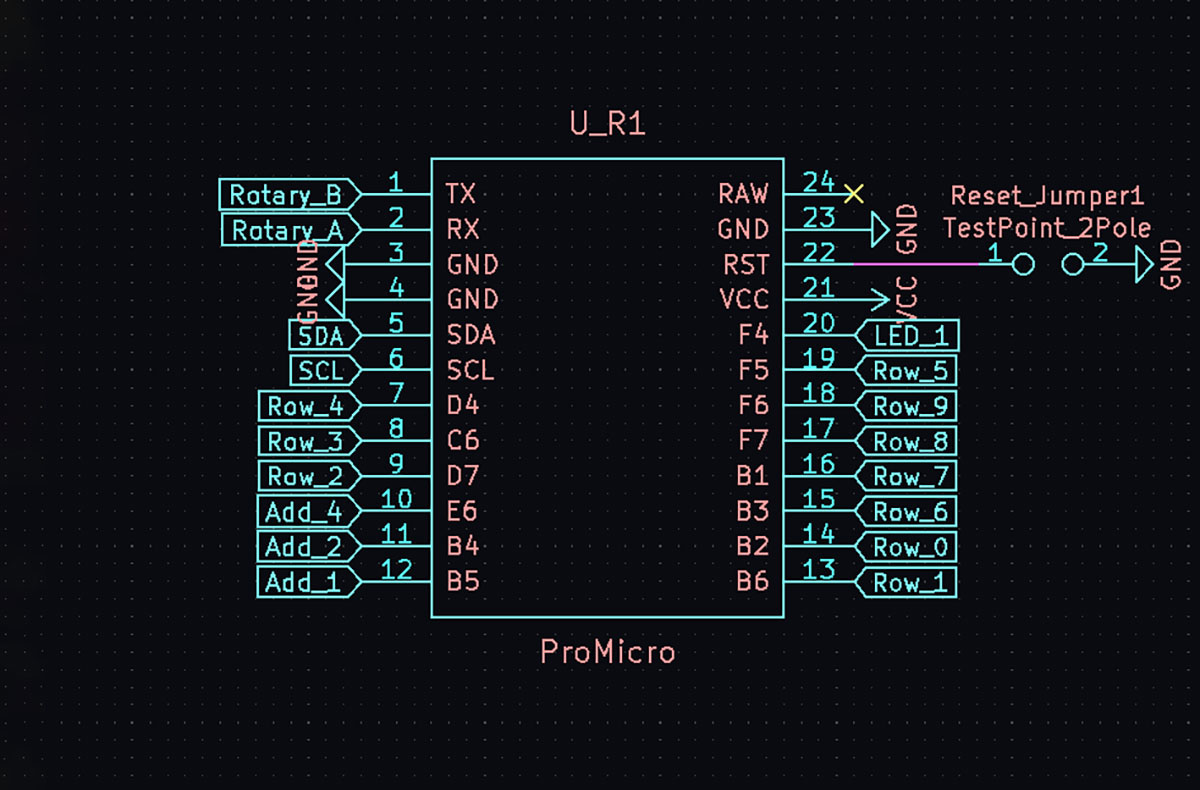 U_R1
Rotary_B 1 TX RAW 24
Rotary_A 2 RX GND 23 GND
Reset_Jumper1
TestPoint_2Pole
GND 3 GND RST 22 1 2 GND
GND 4 GND VCC 21 VCC
SDA 5 SDA F4 20 LED_1
SCL 6 SCL F5 19 Row_5
Row_4 7 D4 F6 18 Row_9
Row_3 8 C6 F7 17 Row_8
Row_2 9 D7 B1 16 Row_7
Add_4 10 E6 B3 15 Row_6
Add_2 11 B4 B2 14 Row_0
Add_1 12 B5 B6 13 Row_1
ProMicro